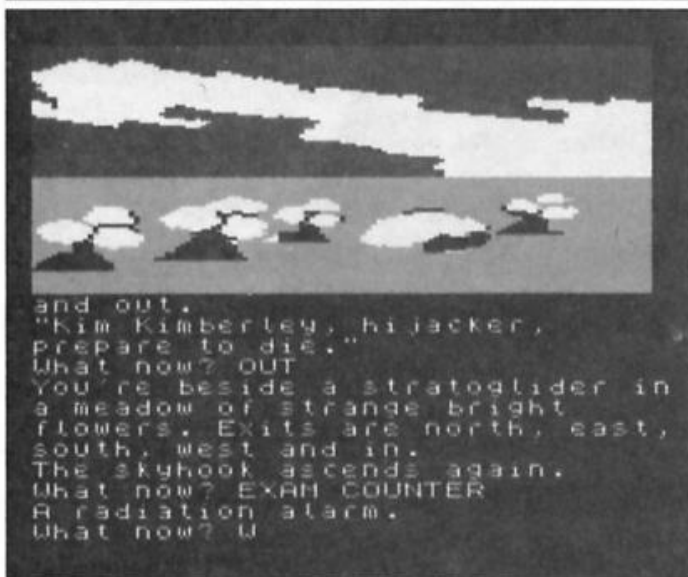 and out.
"Kim Kimberley, hijacker,
prepare to die."
What now? OUT
You're beside a stratoglider in
a meadow of strange bright
flowers. Exits are north, east,
south, west and in.
The skyhook ascends again.
What now? EXAM COUNTER
A radiation alarm.
What now? W